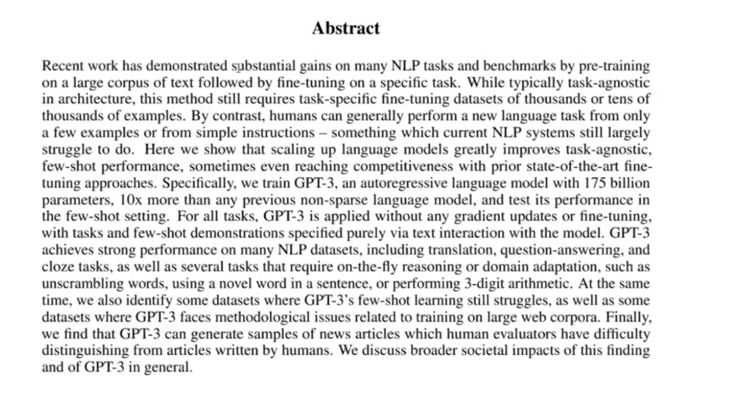 Abstract
Recent work has demonstrated substantial gains on many NLP tasks and benchmarks by pre-training
on a large corpus of text followed by fine-tuning on a specific task. While typically task-agnostic
in architecture, this method still requires task-specific fine-tuning datasets of thousands or tens of
thousands of examples. By contrast, humans can generally perform a new language task from only
a few examples or from simple instructions – something which current NLP systems still largely
struggle to do. Here we show that scaling up language models greatly improves task-agnostic,
few-shot performance, sometimes even reaching competitiveness with prior state-of-the-art fine-
tuning approaches. Specifically, we train GPT-3, an autoregressive language model with 175 billion
parameters, 10x more than any previous non-sparse language model, and test its performance in
the few-shot setting. For all tasks, GPT-3 is applied without any gradient updates or fine-tuning,
with tasks and few-shot demonstrations specified purely via text interaction with the model. GPT-3
achieves strong performance on many NLP datasets, including translation, question-answering, and
cloze tasks, as well as several tasks that require on-the-fly reasoning or domain adaptation, such as
unscrambling words, using a novel word in a sentence, or performing 3-digit arithmetic. At the same
time, we also identify some datasets where GPT-3's few-shot learning still struggles, as well as some
datasets where GPT-3 faces methodological issues related to training on large web corpora. Finally,
we find that GPT-3 can generate samples of news articles which human evaluators have difficulty
distinguishing from articles written by humans. We discuss broader societal impacts of this finding
and of GPT-3 in general.